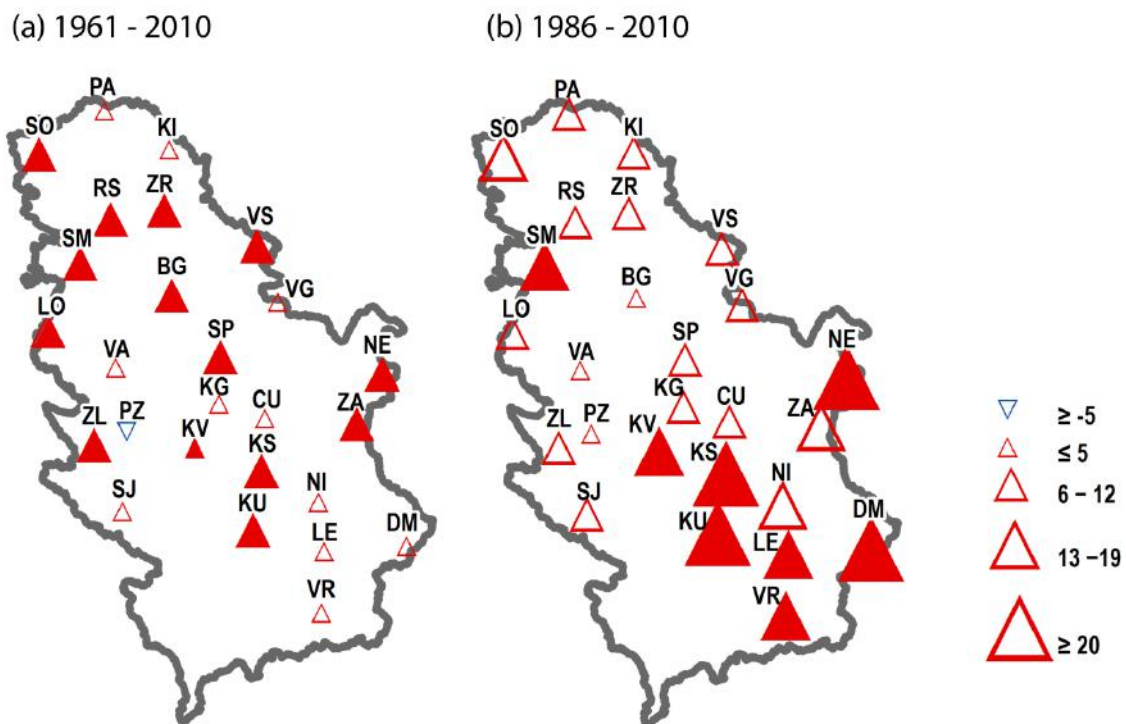 (a) 1961 - 2010
PA
SO
KI
RS
ZR
VS
SM
BG
VG
LO
SP
VA
NE
KG
CU
ZA
ZL
PZ
KV
KS
SJ
NI
KU
LE
DM
VR
(b) 1986 - 2010
PA
SO
KI
RS
ZR
VS
SM
BG
VG
LO
SP
NE
VA
KG
CU
ZA
ZL
PZ
KV
KS
NI
SJ
KU
DM
LE
VR
≥ -5
≤ 5
6 – 12
13 –19
≥ 20